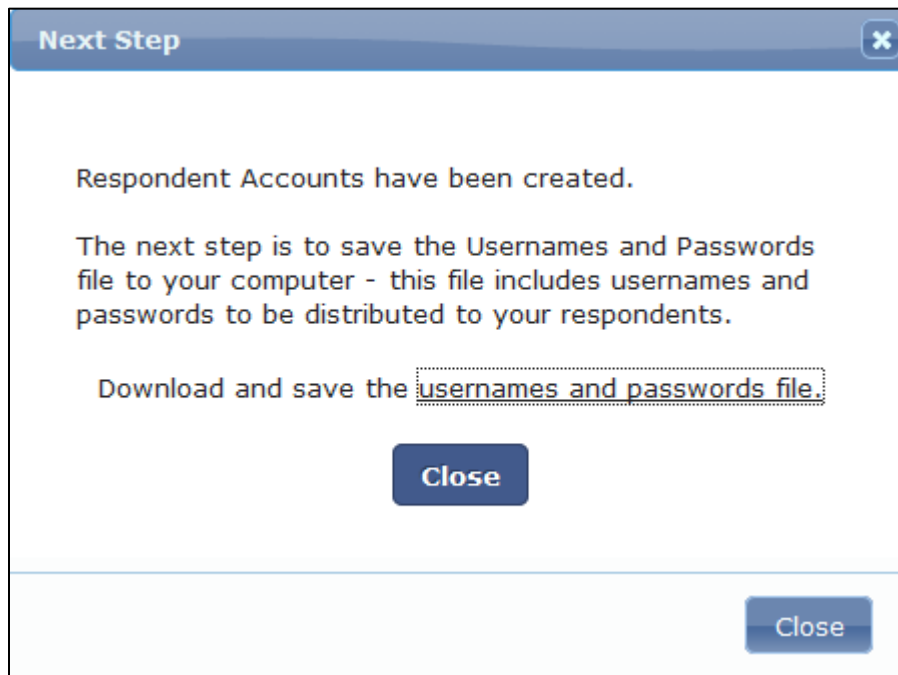 Next Step
Respondent Accounts have been created.
The next step is to save the Usernames and Passwords
file to your computer - this file includes usernames and
passwords to be distributed to your respondents.
Download and save the usernames and passwords file.
Close
Close